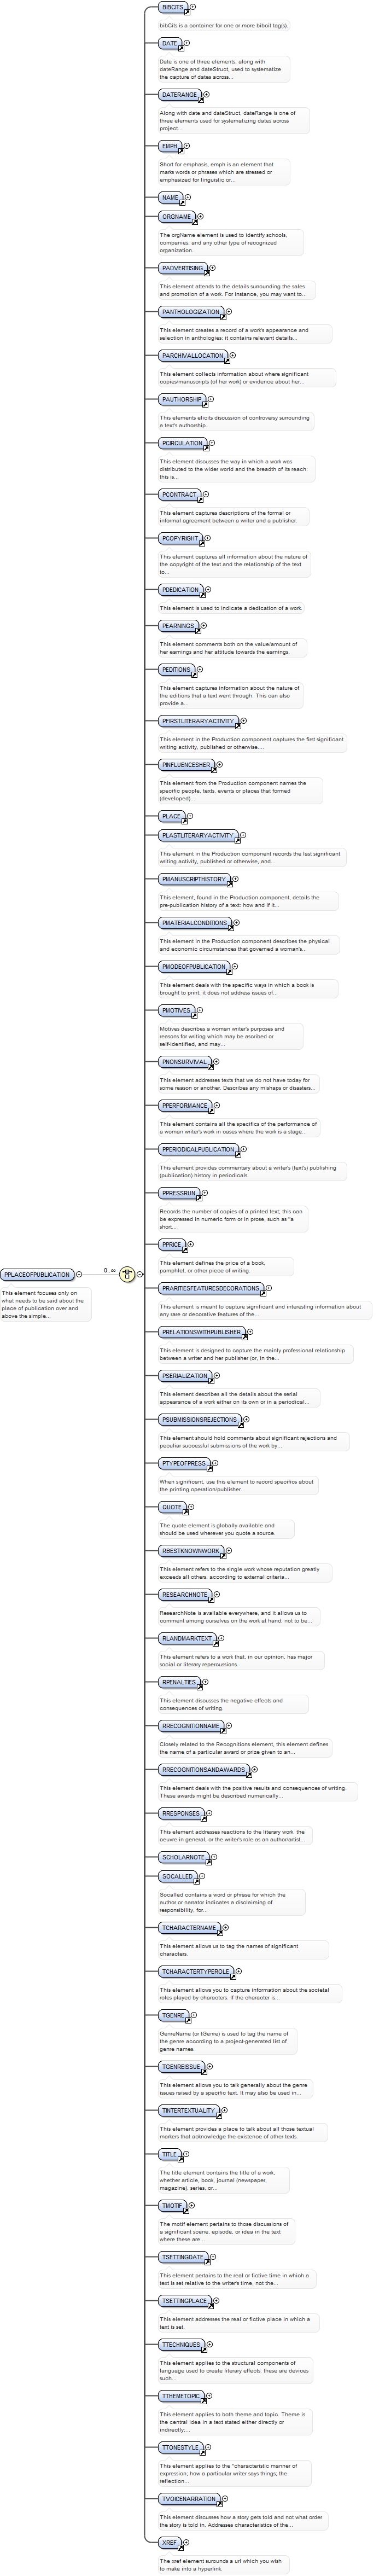 BIBCITS
bibCits is a container for one or more bibcit tag(s).
DATE
Date is one of three elements, along with
dateRange and dateStruct, used to systematize
the capture of dates across...
DATERANGE
Along with date and dateStruct, dateRange is one of
three elements used for systematizing dates across
project...
EMPH
Short for emphasis, emph is an element that
marks words or phrases which are stressed or
emphasized for linguistic or...
NAME
ORGNAME
The orgName element is used to identify schools,
companies, and any other type of recognized
organization.
PADVERTISING
This element attends to the details surrounding the sales
and promotion of a work. For instance, you may want to...
PANTHOLOGIZATION
This element creates a record of a work's appearance and
selection in anthologies; it contains relevant details...
PARCHIVALLOCATION
This element collects information about where significant
copies/manuscripts (of her work) or evidence about her...
PAUTHORSHIP
This elements elicits discussion of controversy surrounding
a text's authorship.
PCIRCULATION
This element discusses the way in which a work was
distributed to the wider world and the breadth of its reach:
this is...
PCONTRACT
This element captures descriptions of the formal or
informal agreement between a writer and a publisher.
PCOPYRIGHT
This element captures all information about the nature of
the copyright of the text and the relationship of the text
to...
PDEDICATION
This element is used to indicate a dedication of a work.
PEARNINGS
This element comments both on the value/amount of
her earnings and her attitude towards the earnings.
PEDITIONS
This element captures information about the nature of
the editions that a text went through. This can also
provide a...
PFIRSTLITERARYACTIVITY
This element in the Production component captures the first significant
writing activity, published or otherwise....
PINFLUENCESHER
This element from the Production component names the
specific people, texts, events or places that formed
(developed)...
PLACE
PLASTLITERARYACTIVITY
This element in the Production component records the last significant
writing activity, published or otherwise, and...
PMANUSCRIPTHISTORY
This element, found in the Production component, details the
pre-publication history of a text: how and if it...
PMATERIALCONDITIONS
This element in the Production component describes the physical
and economic circumstances that governed a woman's...
PMODEOFPUBLICATION
This element deals with the specific ways in which a book is
brought to print; it does not address issues of...
PMOTIVES
Motives describes a woman writer's purposes and
reasons for writing which may be ascribed or
self-identified, and may...
PNONSURVIVAL
This element addresses texts that we do not have today for
some reason or another. Describes any mishaps or disasters...
PPERFORMANCE
This element contains all the specifics of the performance of
a woman writer's work in cases where the work is a stage...
PPERIODICALPUBLICATION
This element provides commentary about a writer's (text's) publishing
(publication) history in periodicals.
PPRESSRUN
Records the number of copies of a printed text; this can
be expressed in numeric form or in prose, such as "a
short...
PPRICE
This element defines the price of a book,
pamphlet, or other piece of writing.
PPLACEOFPUBLICATION
0..∞
This element focuses only on
what needs to be said about the
place of publication over and
above the simple...
PRARITIESFEATURESDECORATIONS
This element is meant to capture significant and interesting information about
any rare or decorative features of the...
PRELATIONSWITHPUBLISHER
This element is designed to capture the mainly professional relationship
between a writer and her publisher (or, in the...
PSERIALIZATION
This element describes all the details about the serial
appearance of a work either on its own or in a periodical...
PSUBMISSIONSREJECTIONS
This element should hold comments about significant rejections and
peculiar successful submissions of the work by...
PTYPEOFPRESS
When significant, use this element to record specifics about
the printing operation/publisher.
QUOTE
The quote element is globally available and
should be used wherever you quote a source.
RBESTKNOWNWORK
This element refers to the single work whose reputation greatly
exceeds all others, according to external criteria...
RESEARCHNOTE
ResearchNote is available everywhere, and it allows us to
comment among ourselves on the work at hand; not to be...
RLANDMARKTEXT
This element refers to a work that, in our opinion, has major
social or literary repercussions.
RPENALTIES
This element discusses the negative effects and
consequences of writing.
RRECOGNITIONNAME
Closely related to the Recognitions element, this element defines
the name of a particular award or prize given to an...
RRECOGNITIONSANDAWARDS
This element deals with the positive results and consequences of writing.
These awards might be described numerically...
RRESPONSES
This element addresses reactions to the literary work, the
oeuvre in general, or the writer's role as an author/artist...
SCHOLARNOTE
SOCALLED
Socalled contains a word or phrase for which the
author or narrator indicates a disclaiming of
responsibility, for...
TCHARACTERNAME
This element allows us to tag the names of significant
characters.
TCHARACTERTYPEROLE
This element allows you to capture information about the societal
roles played by characters. If the character is...
TGENRE
GenreName (or tGenre) is used to tag the name of
the genre according to a project-generated list of
genre names.
TGENREISSUE
This element allows you to talk generally about the genre
issues raised by a specific text. It may also be used in...
TINTERTEXTUALITY
This element provides a place to talk about all those textual
markers that acknowledge the existence of other texts.
TITLE
The title element contains the title of a work,
whether article, book, journal (newspaper,
magazine), series, or...
TMOTIF
The motif element pertains to those discussions of
a significant scene, episode, or idea in the text
where these are...
TSETTINGDATE
This element pertains to the real or fictive time in which a
text is set relative to the writer's time, not the...
TSETTINGPLACE
This element addresses the real or fictive place in which a
text is set.
TTECHNIQUES
This element applies to the structural components of
language used to create literary effects: these are devices
such...
TTHEMETOPIC
This element applies to both theme and topic. Theme is
the central idea in a text stated either directly or
indirectly,...
TTONESTYLE
This element applies to the "characteristic manner of
expression; how a particular writer says things; the
reflection...
TVOICENARRATION
This element discusses how a story gets told and not what order
the story is told in. Addresses characteristics of the...
XREF
The xref element surounds a url which you wish
to make into a hyperlink.